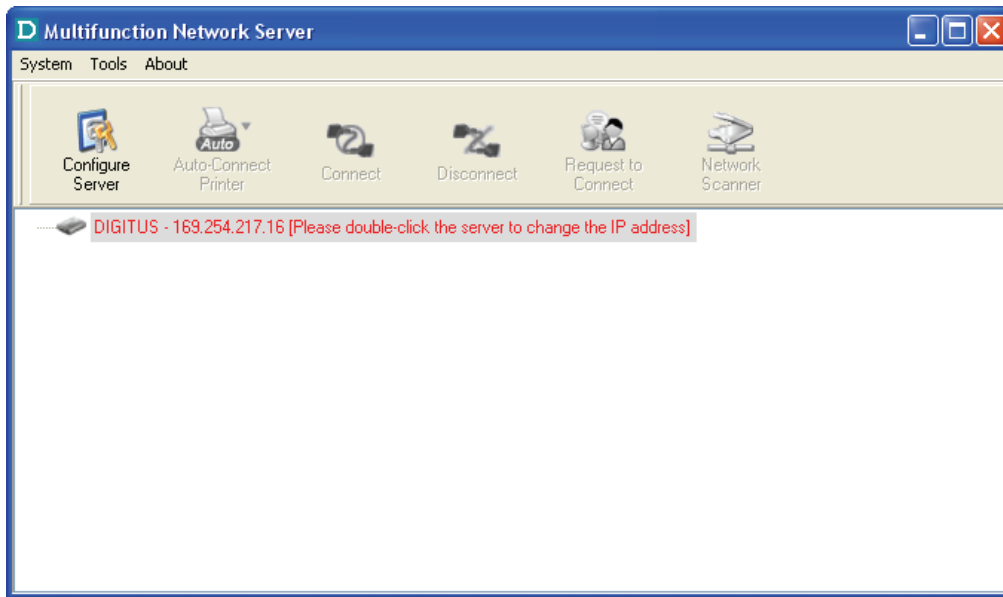 D Multifunction Network Server
System Tools About
Configure Server
Auto
Auto-Connect Printer
Connect
Disconnect
Request to Connect
Network Scanner
DIGITUS - 169.254.217.16 [Please double-click the server to change the IP address]